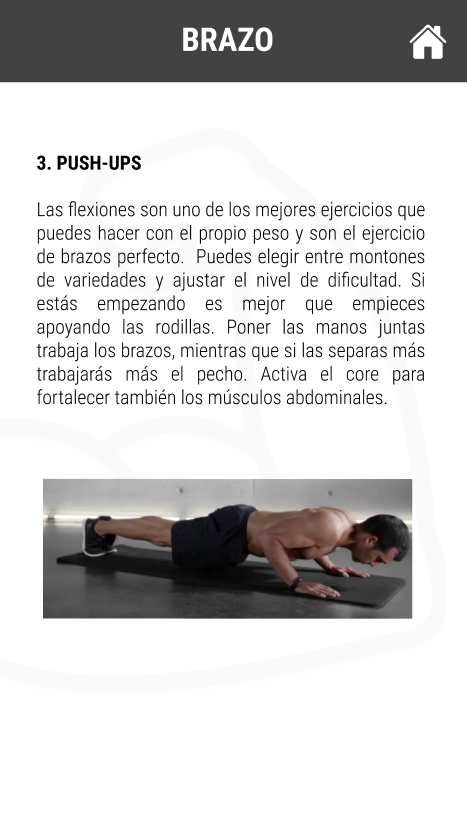 BRAZO
3. PUSH-UPS
Las flexiones son uno de los mejores ejercicios que
puedes hacer con el propio peso y son el ejercicio
de brazos perfecto. Puedes elegir entre montones
de variedades y ajustar el nivel de dificultad. Si
estás empezando es mejor que empieces
apoyando las rodillas. Poner las manos juntas
trabaja los brazos, mientras que si las separas más
trabajarás más el pecho. Activa el core para
fortalecer también los músculos abdominales.